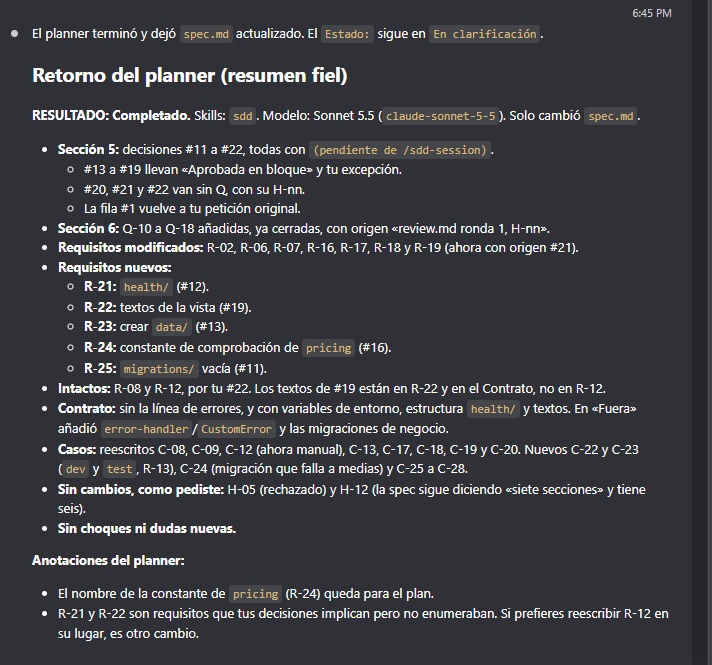 6:45 PM
El planner terminó y dejó spec.md actualizado. El Estado: sigue en En clarificación.
Retorno del planner (resumen fiel)
RESULTADO: Completado. Skills: sdd. Modelo: Sonnet 5.5 (claude-sonnet-5-5). Solo cambió spec.md.
Sección 5: decisiones #11 a #22, todas con (pendiente de /sdd-session).
#13 a #19 llevan «Aprobada en bloque» y tu excepción.
#20, #21 y #22 van sin Q, con su H-nn.
La fila #1 vuelve a tu petición original.
Sección 6: Q-10 a Q-18 añadidas, ya cerradas, con origen «review.md ronda 1, H-nn».
Requisitos modificados: R-02, R-06, R-07, R-16, R-17, R-18 y R-19 (ahora con origen #21).
Requisitos nuevos:
R-21: health/ (#12).
R-22: textos de la vista (#19).
R-23: crear data/ (#13).
R-24: constante de comprobación de pricing (#16).
R-25: migrations/ vacía (#11).
Intactos: R-08 y R-12, por tu #22. Los textos de #19 están en R-22 y en el Contrato, no en R-12.
Contrato: sin la línea de errores, y con variables de entorno, estructura health/ y textos. En «Fuera»
añadió error-handler/CustomError y las migraciones de negocio.
Casos: reescritos C-08, C-09, C-12 (ahora manual), C-13, C-17, C-18, C-19 y C-20. Nuevos C-22 y C-23
(dev y test, R-13), C-24 (migración que falla a medias) y C-25 a C-28.
Sin cambios, como pediste: H-05 (rechazado) y H-12 (la spec sigue diciendo «siete secciones» y tiene
seis).
Sin choques ni dudas nuevas.
Anotaciones del planner:
El nombre de la constante de pricing (R-24) queda para el plan.
R-21 y R-22 son requisitos que tus decisiones implican pero no enumeraban. Si prefieres reescribir R-12 en
su lugar, es otro cambio.